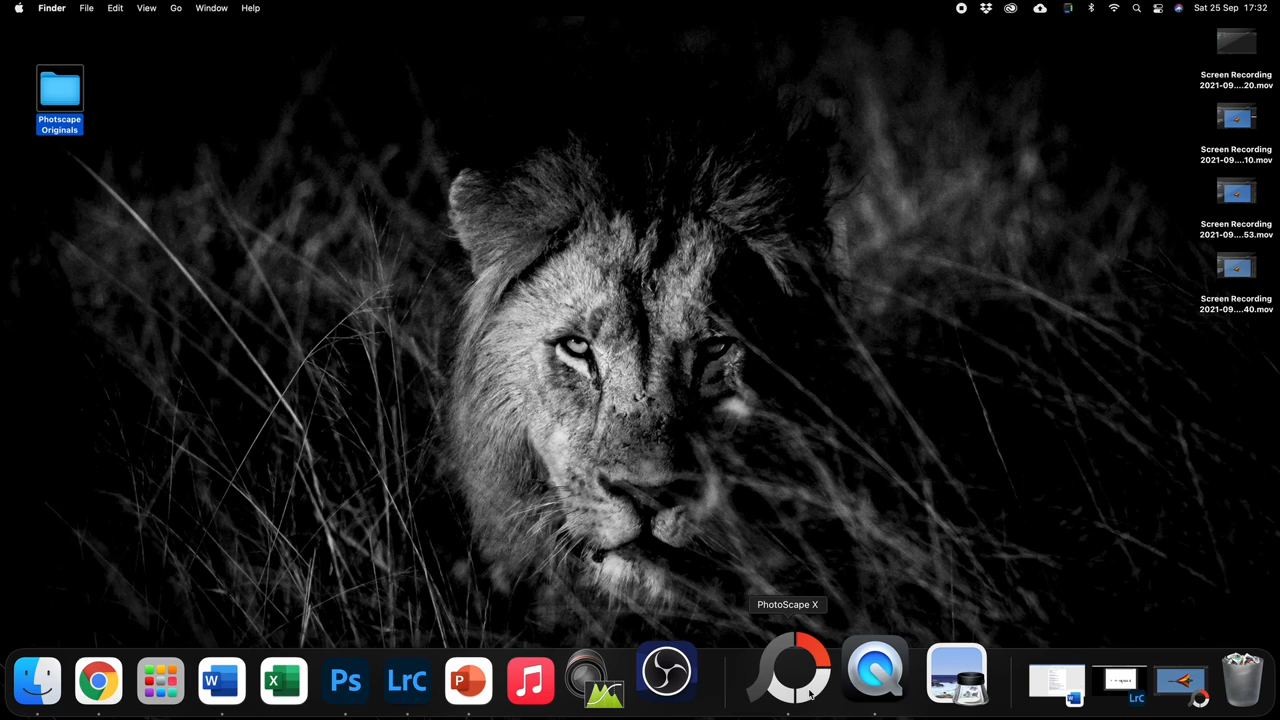 Finder File Edit View Go Window Help Sat 25 Sep 17:32
Photscape
Originals
Screen Recording
2021-09....20.mov
Screen Recording
2021-09....10.mov
Screen Recording
2021-09....53.mov
Screen Recording
2021-09....40.mov
PhotoScape X
W
X
Ps
LrC
P
W
LrC